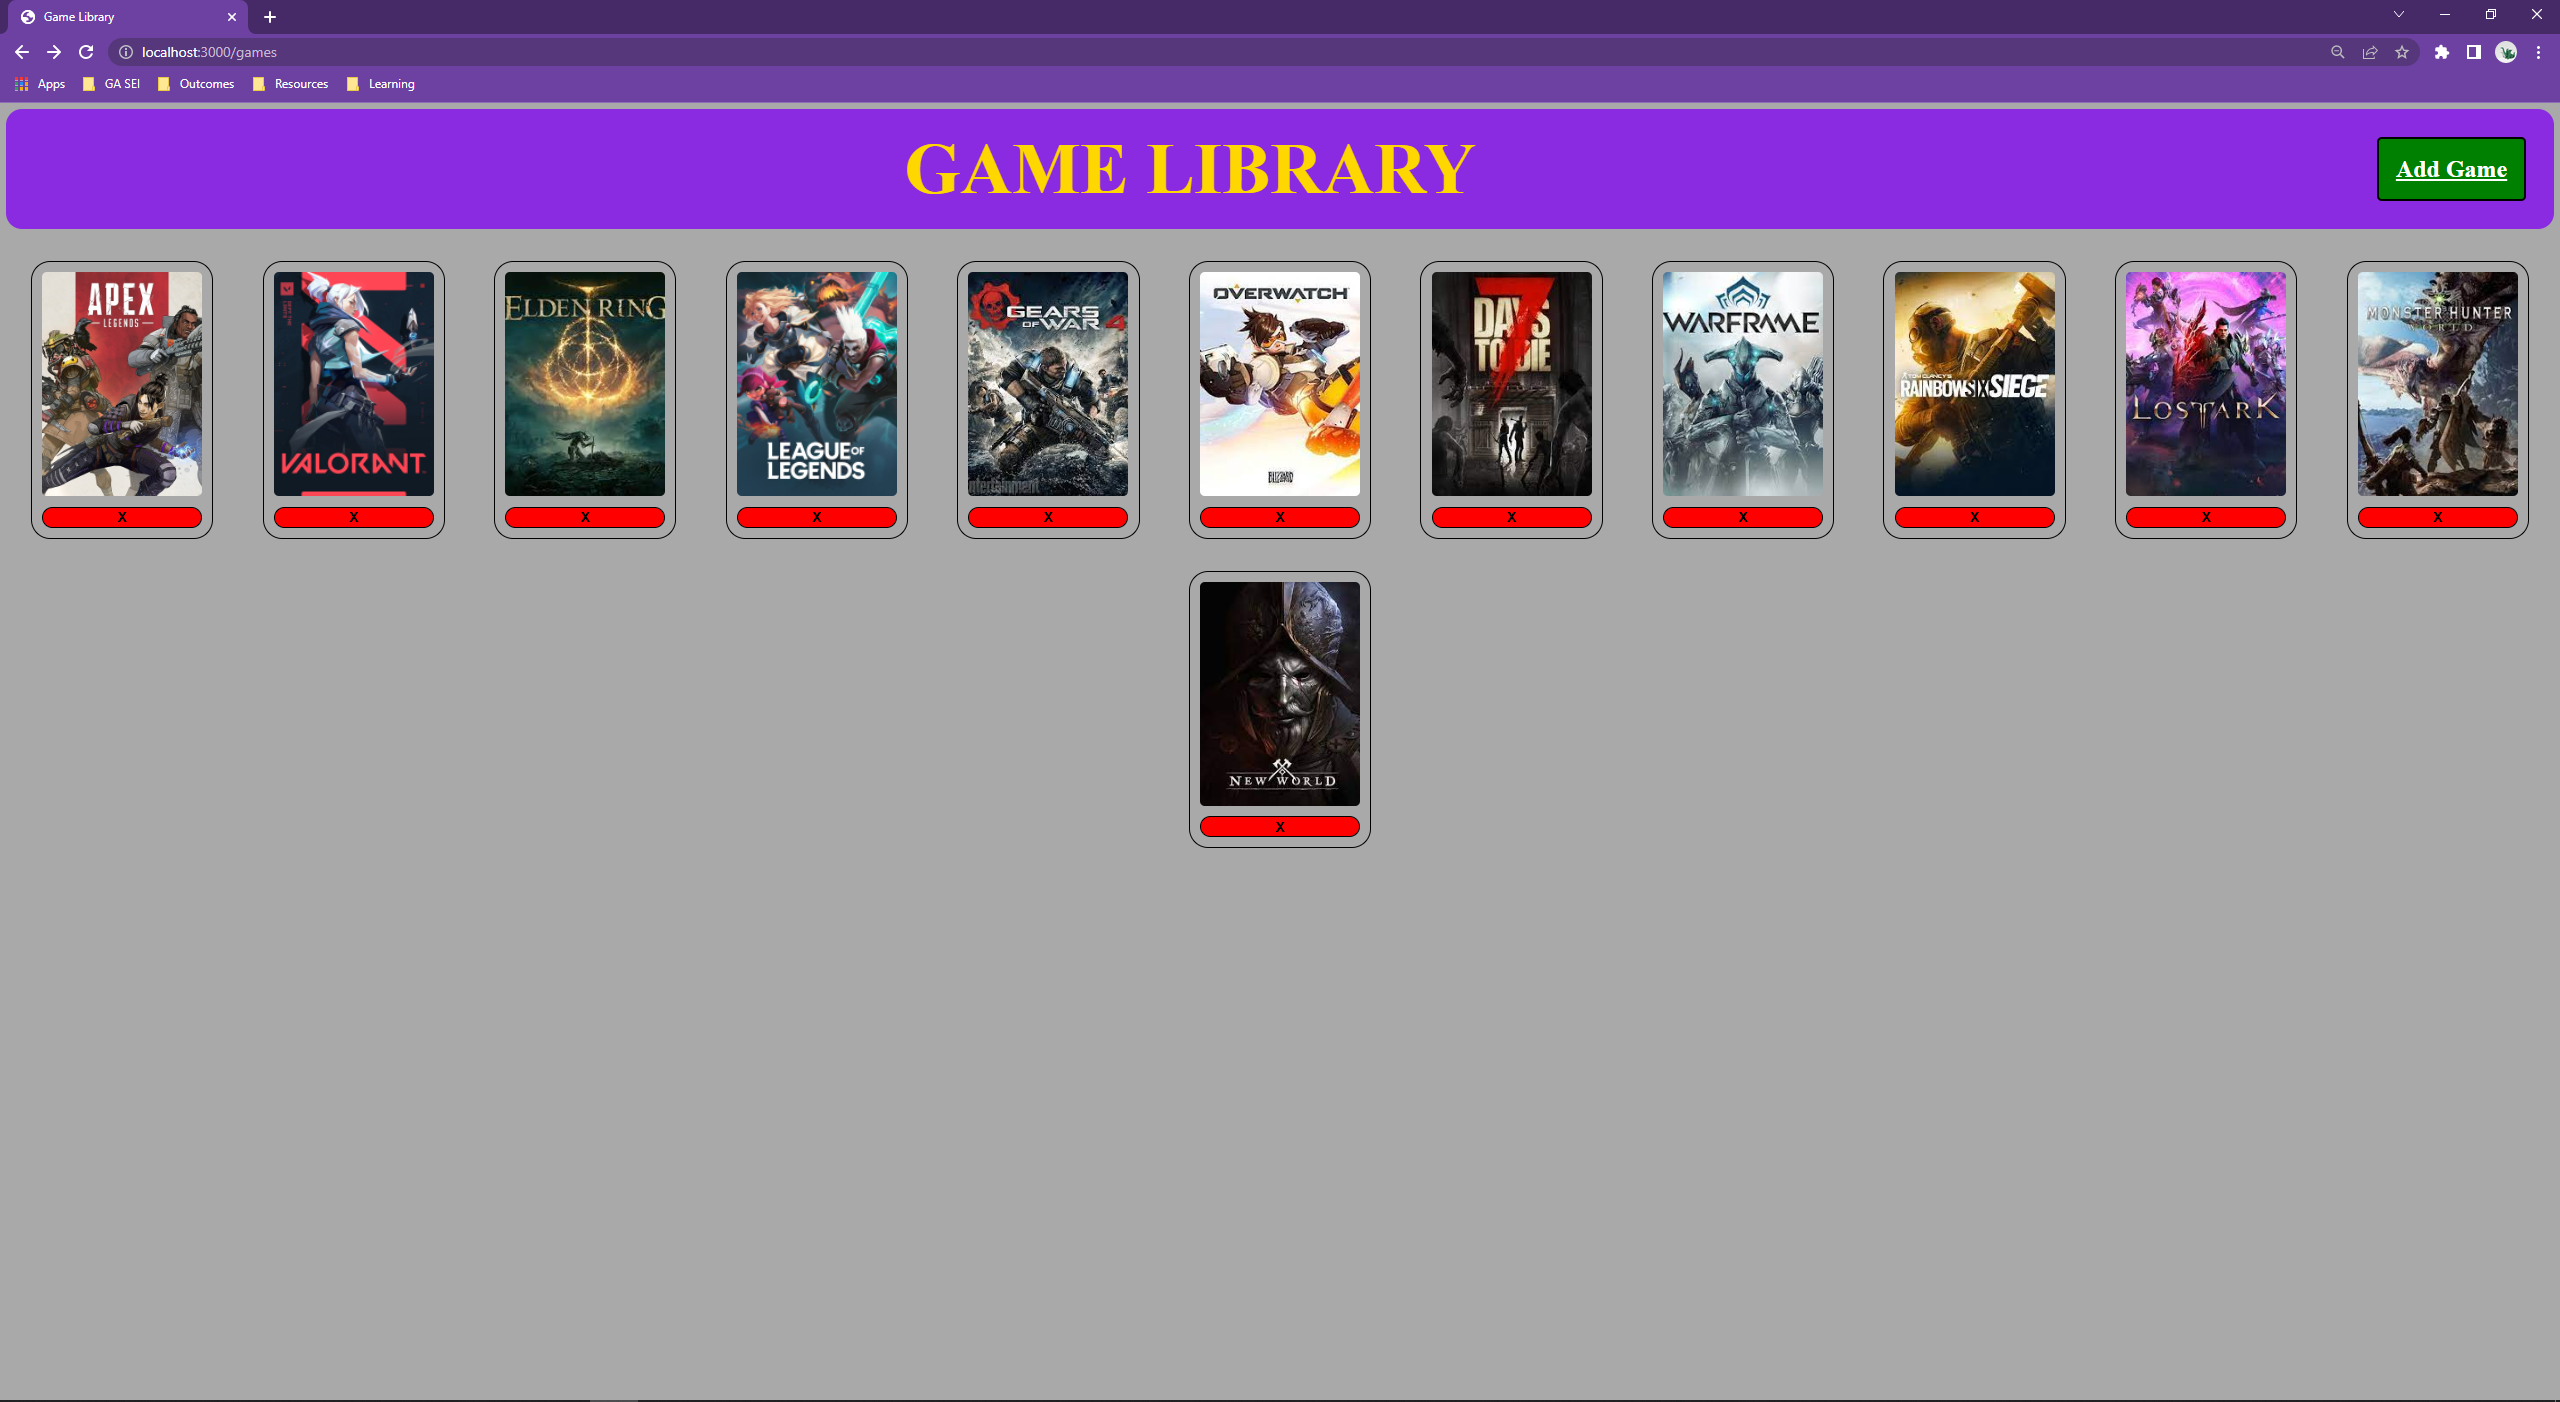 Game Library
localhost:3000/games
Apps GA SEI Outcomes Resources Learning
GAME LIBRARY
Add Game
APEX
LEGENDS
X
VALORANT
X
ELDEN RING
X
LEAGUE OF
LEGENDS
X
GEARS
OF WAR 4
X
OVERWATCH
BLIZZARD
X
7
DAYS
TO DIE
X
WARFRAME
X
TOM CLANCY'S
RAINBOW SIX SIEGE
X
LOST ARK
X
MONSTER HUNTER
WORLD
X
NEW WORLD
X